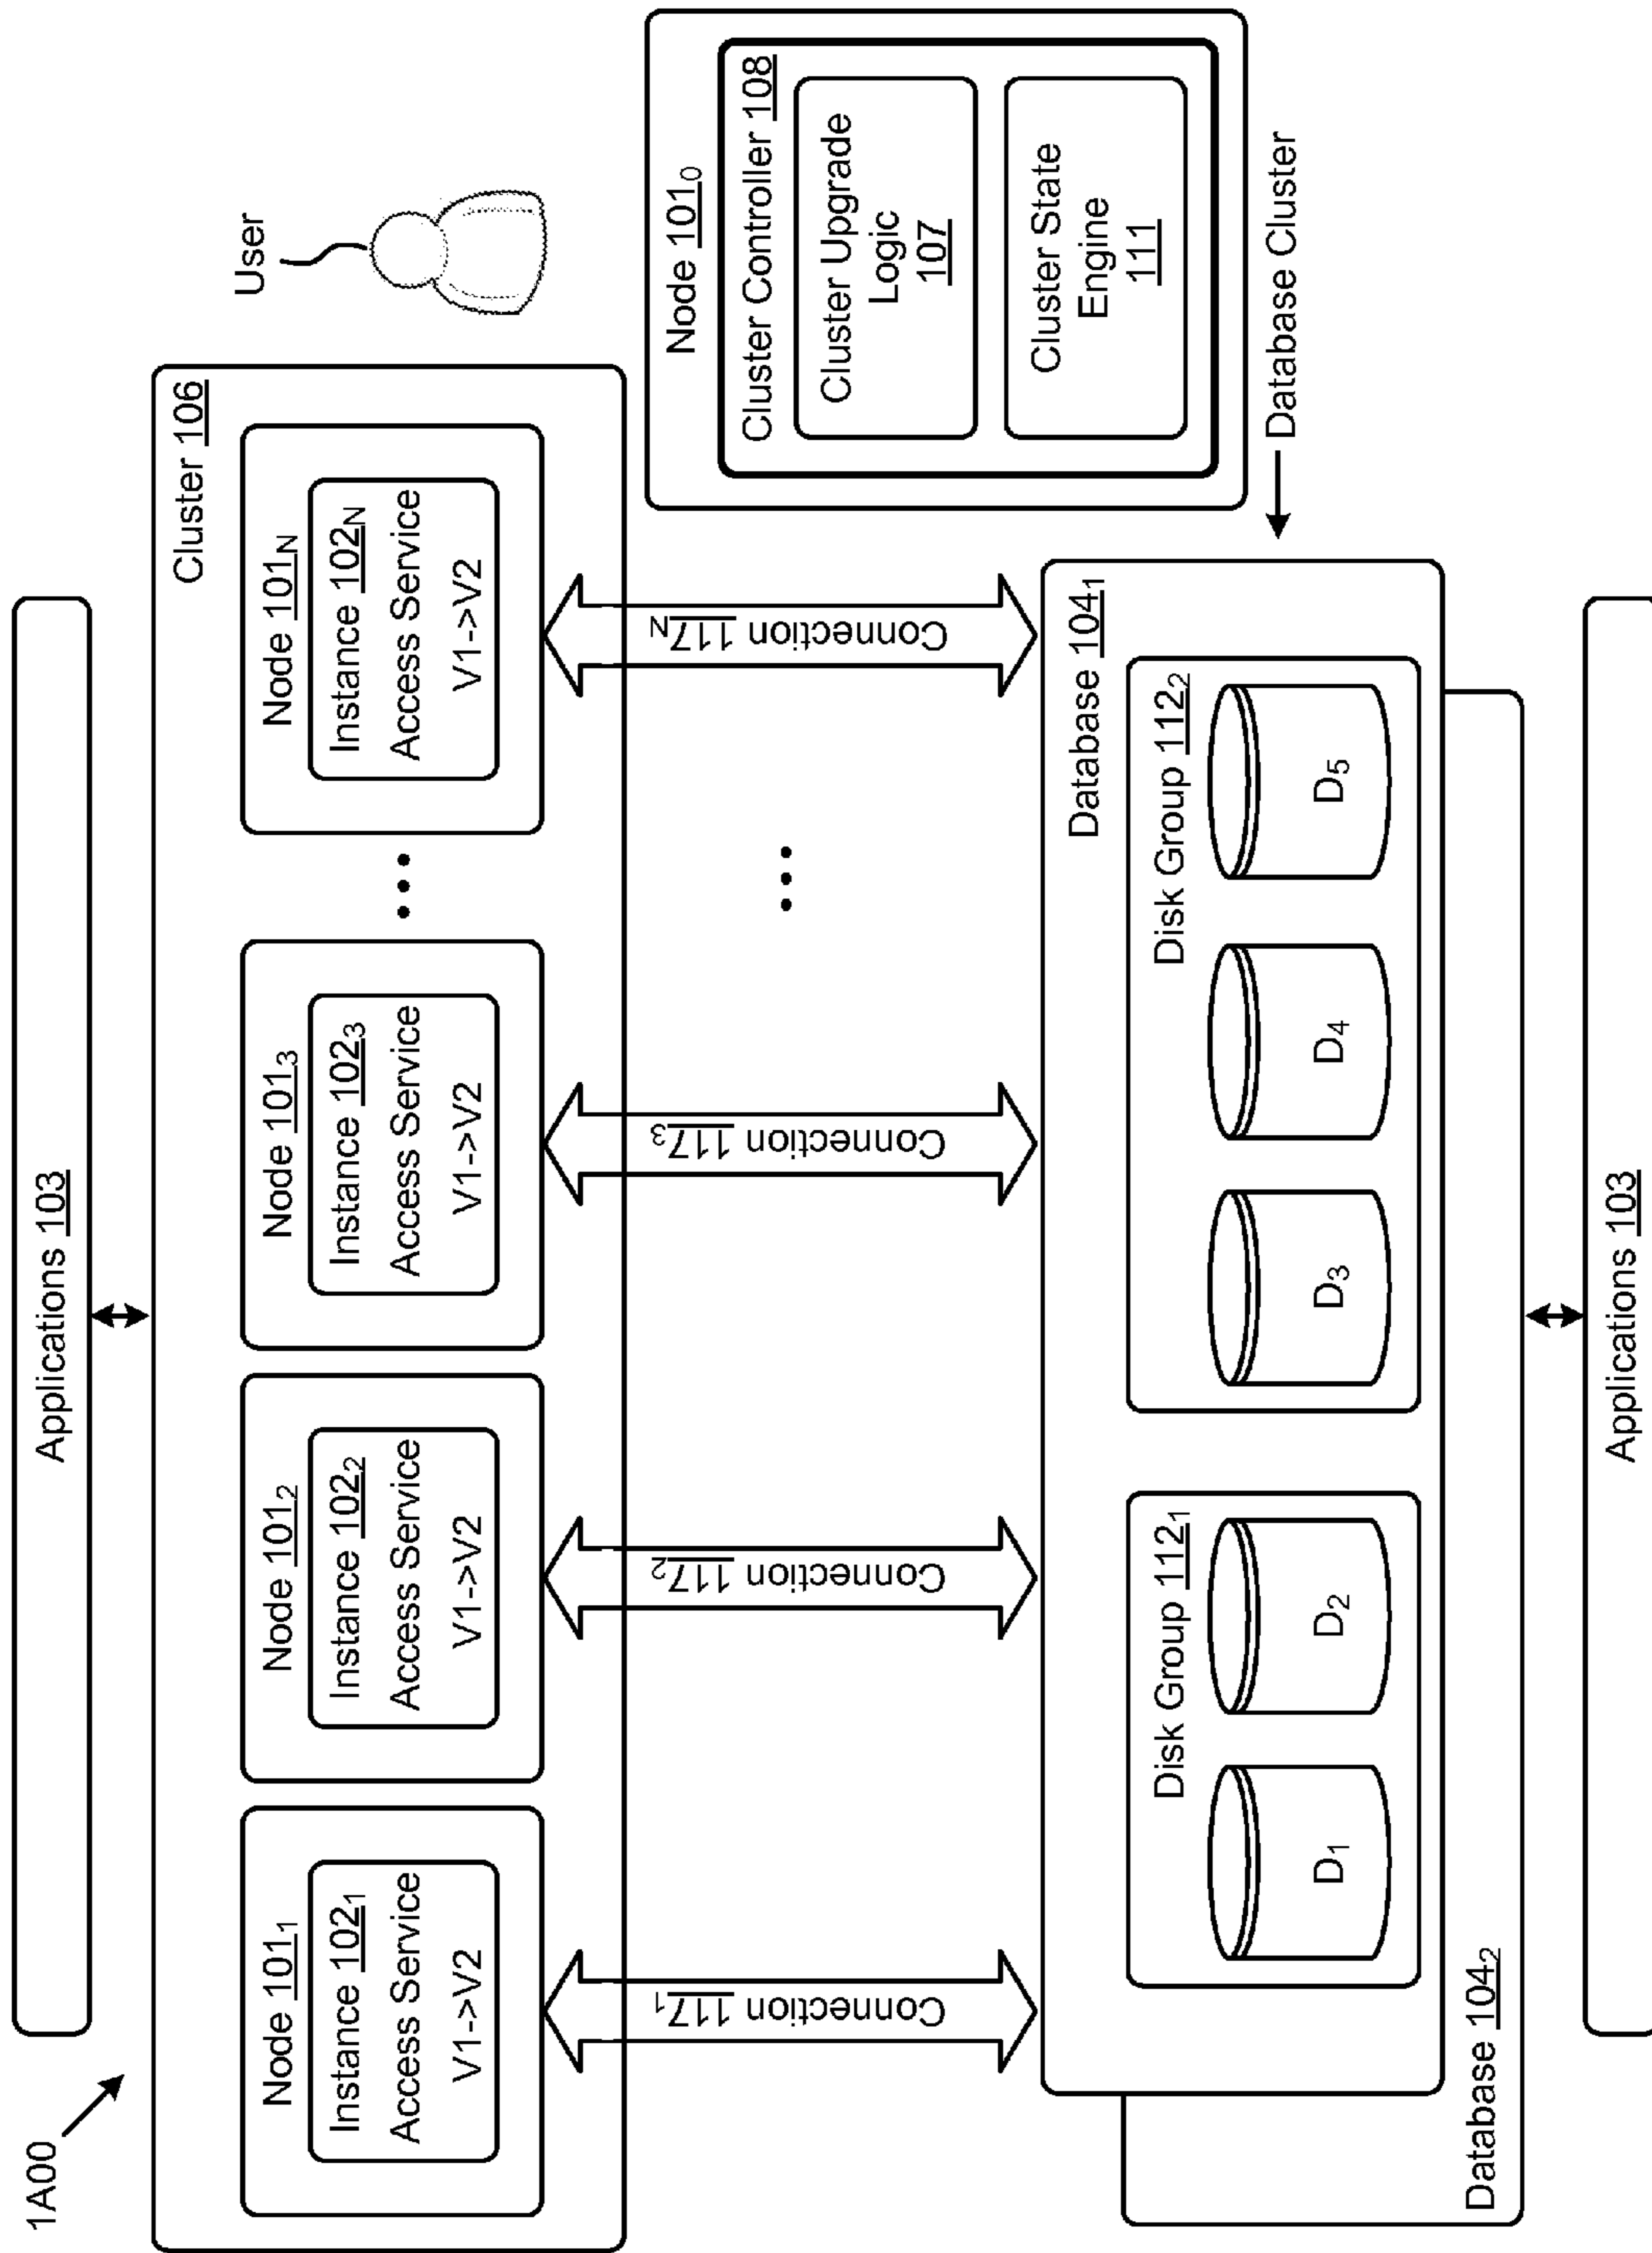 1A00
Applications 103
Cluster 106
Node 101₁
Instance 102₁
Access Service
V1->V2
Node 101₂
Instance 102₂
Access Service
V1->V2
Node 101₃
Instance 102₃
Access Service
V1->V2
•••
Node 101N
Instance 102N
Access Service
V1->V2
User
Connection 117₁
Connection 117₂
Connection 117₃
•••
Connection 117N
Node 101₀
Cluster Controller 108
Cluster Upgrade
Logic
107
Cluster State
Engine
111
Database Cluster
Database 104₁
Disk Group 112₁
D₁
D₂
Disk Group 112₂
D₃
D₄
D₅
Database 104₂
Applications 103